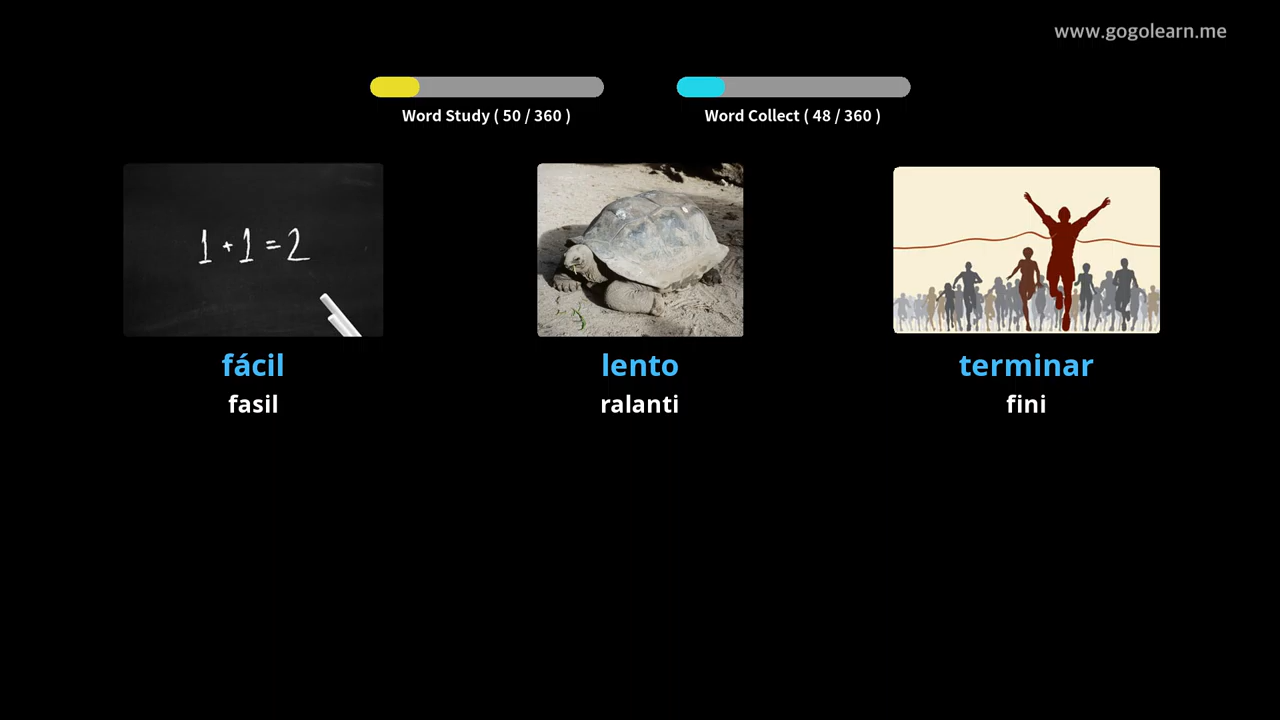 www.gogolearn.me
Word Study ( 50 / 360 )
Word Collect ( 48 / 360 )
1 + 1 = 2
fácil
lento
terminar
fasil
ralanti
fini